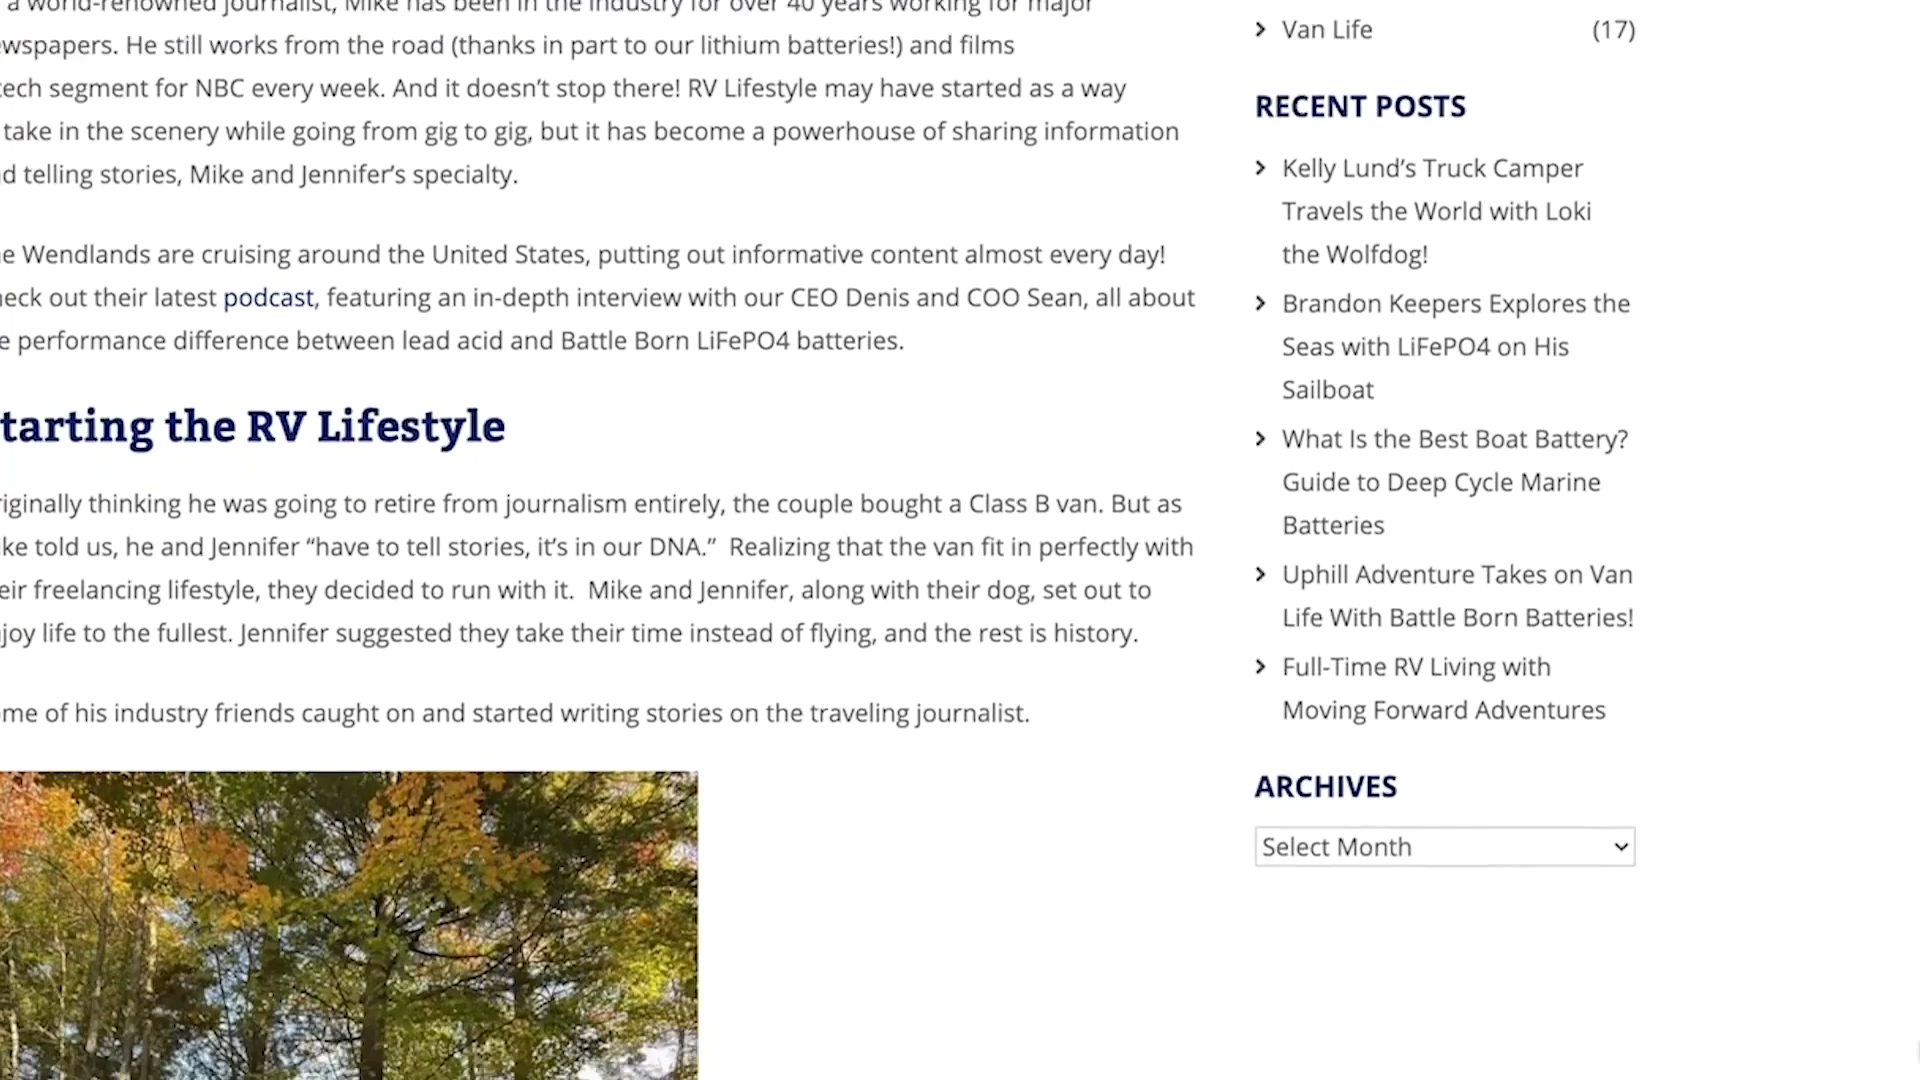 a world-renowned journalist, Mike has been in the industry for over 40 years working for major
wspapers. He still works from the road (thanks in part to our lithium batteries!) and films
tech segment for NBC every week. And it doesn’t stop there! RV Lifestyle may have started as a way
take in the scenery while going from gig to gig, but it has become a powerhouse of sharing information
d telling stories, Mike and Jennifer’s specialty.
e Wendlands are cruising around the United States, putting out informative content almost every day!
eck out their latest podcast, featuring an in-depth interview with our CEO Denis and COO Sean, all about
e performance difference between lead acid and Battle Born LiFePO4 batteries.
tarting the RV Lifestyle
iginally thinking he was going to retire from journalism entirely, the couple bought a Class B van. But as
ike told us, he and Jennifer “have to tell stories, it’s in our DNA.” Realizing that the van fit in perfectly with
eir freelancing lifestyle, they decided to run with it. Mike and Jennifer, along with their dog, set out to
joy life to the fullest. Jennifer suggested they take their time instead of flying, and the rest is history.
me of his industry friends caught on and started writing stories on the traveling journalist.
Van Life (17)
RECENT POSTS
Kelly Lund’s Truck Camper
Travels the World with Loki
the Wolfdog!
Brandon Keepers Explores the
Seas with LiFePO4 on His
Sailboat
What Is the Best Boat Battery?
Guide to Deep Cycle Marine
Batteries
Uphill Adventure Takes on Van
Life With Battle Born Batteries!
Full-Time RV Living with
Moving Forward Adventures
ARCHIVES
Select Month